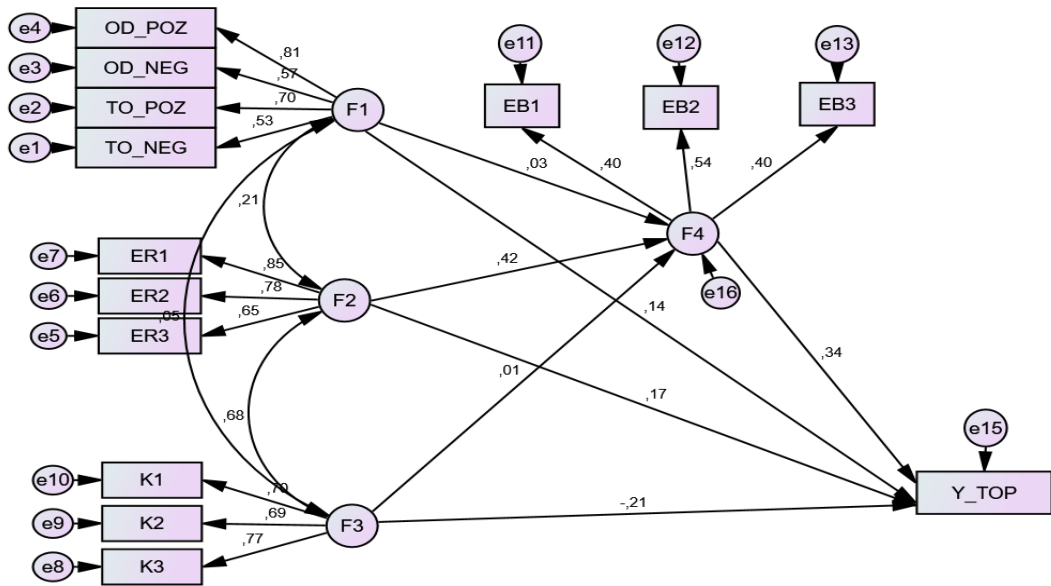 e4 OD_POZ
e3 OD_NEG
e2 TO_POZ
e1 TO_NEG
,81
,57
,70
,53
F1
e11
e12
e13
EB1
EB2
EB3
,03
,40
,54
,40
,21
F4
e16
e7 ER1
e6 ER2
e5 ER3
,85
,78
,65
F2
,42
,14
,05
,01
,17
,34
,68
e15
e10 K1
e9 K2
e8 K3
,70
,69
,77
F3
-,21
Y_TOP